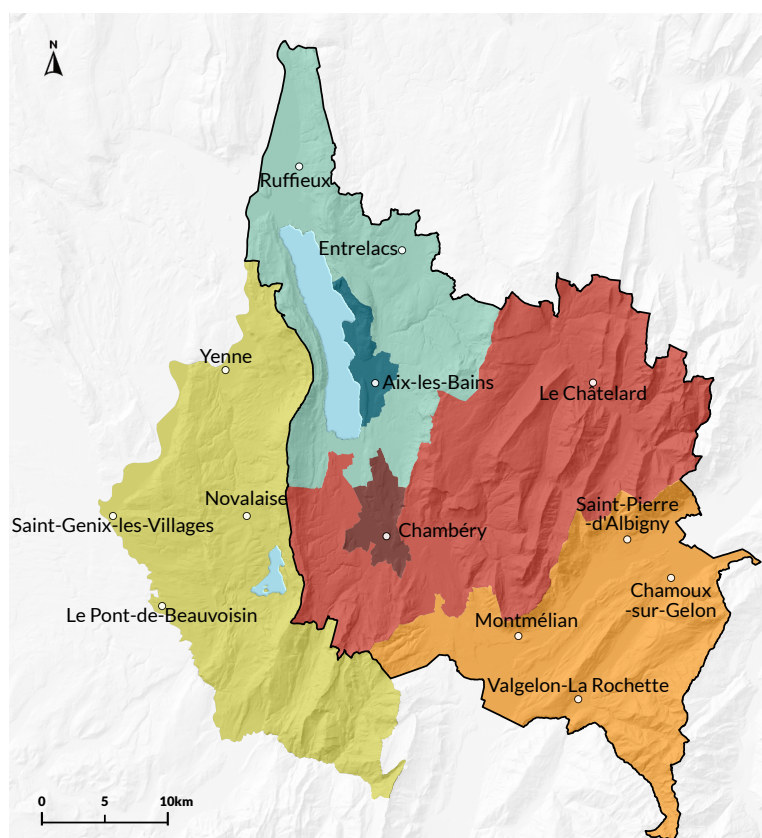 N
Ruffieux
Entrelacs
Yenne
Aix-les-Bains
Le Châtelard
Novalaise
Saint-Genix-les-Villages
Chambéry
Saint-Pierre
-d'Albigny
Chamoux
-sur-Gelon
Le Pont-de-Beauvoisin
Montmélian
Valgelon-La Rochette
0 5 10km